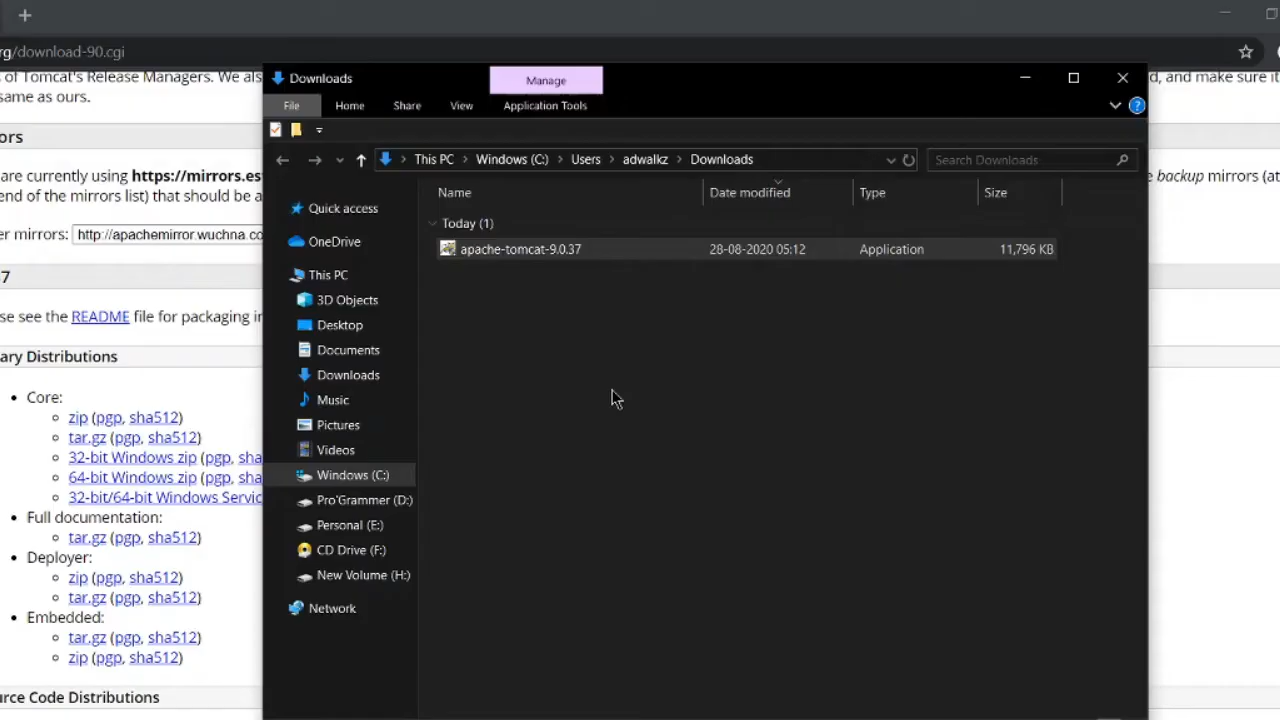 rg/download-90.cgi
s of Tomcat's Release Managers. We al
d, and make sure it
same as ours.
ors
are currently using https://mirrors.es
e backup mirrors (at
end of the mirrors list) that should be a
er mirrors: http://apachemirror.wuchna.co
7
se see the README file for packaging i
ary Distributions
Core:
zip (pgp, sha512)
tar.gz (pgp, sha512)
32-bit Windows zip (pgp, sha
64-bit Windows zip (pgp, sha
32-bit/64-bit Windows Servic
Full documentation:
tar.gz (pgp, sha512)
Deployer:
zip (pgp, sha512)
tar.gz (pgp, sha512)
Embedded:
tar.gz (pgp, sha512)
zip (pgp, sha512)
urce Code Distributions
Downloads
Manage
File Home Share View Application Tools
This PC > Windows (C:) > Users > adwalkz > Downloads
Search Downloads
Name Date modified Type Size
Today (1)
apache-tomcat-9.0.37 28-08-2020 05:12 Application 11,796 KB
Quick access
OneDrive
This PC
3D Objects
Desktop
Documents
Downloads
Music
Pictures
Videos
Windows (C:)
Pro'Grammer (D:)
Personal (E:)
CD Drive (F:)
New Volume (H:)
Network